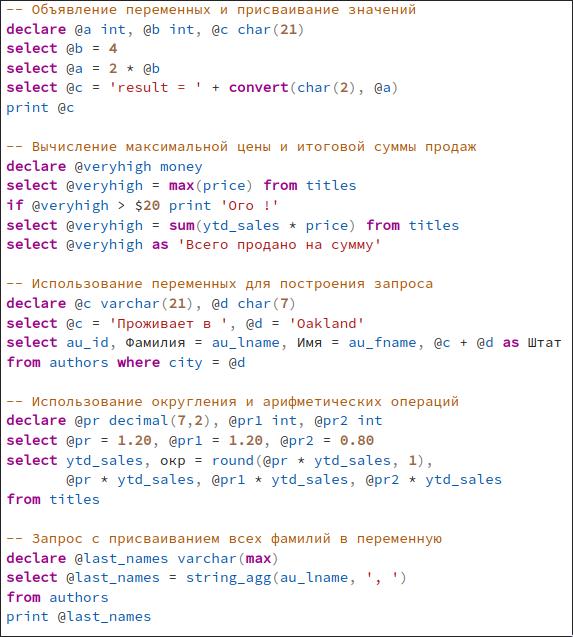 -- Объявление переменных и присваивание значений
declare @a int, @b int, @c char(21)
select @b = 4
select @a = 2 * @b
select @c = 'result = ' + convert(char(2), @a)
print @c
-- Вычисление максимальной цены и итоговой суммы продаж
declare @veryhigh money
select @veryhigh = max(price) from titles
if @veryhigh > $20 print 'Ого !'
select @veryhigh = sum(ytd_sales * price) from titles
select @veryhigh as 'Всего продано на сумму'
-- Использование переменных для построения запроса
declare @c varchar(21), @d char(7)
select @c = 'Проживает в ', @d = 'Oakland'
select au_id, Фамилия = au_lname, Имя = au_fname, @c + @d as Штат
from authors where city = @d
-- Использование округления и арифметических операций
declare @pr decimal(7,2), @pr1 int, @pr2 int
select @pr = 1.20, @pr1 = 1.20, @pr2 = 0.80
select ytd_sales, окр = round(@pr * ytd_sales, 1),
@pr * ytd_sales, @pr1 * ytd_sales, @pr2 * ytd_sales
from titles
-- Запрос с присваиванием всех фамилий в переменную
declare @last_names varchar(max)
select @last_names = string_agg(au_lname, ', ')
from authors
print @last_names